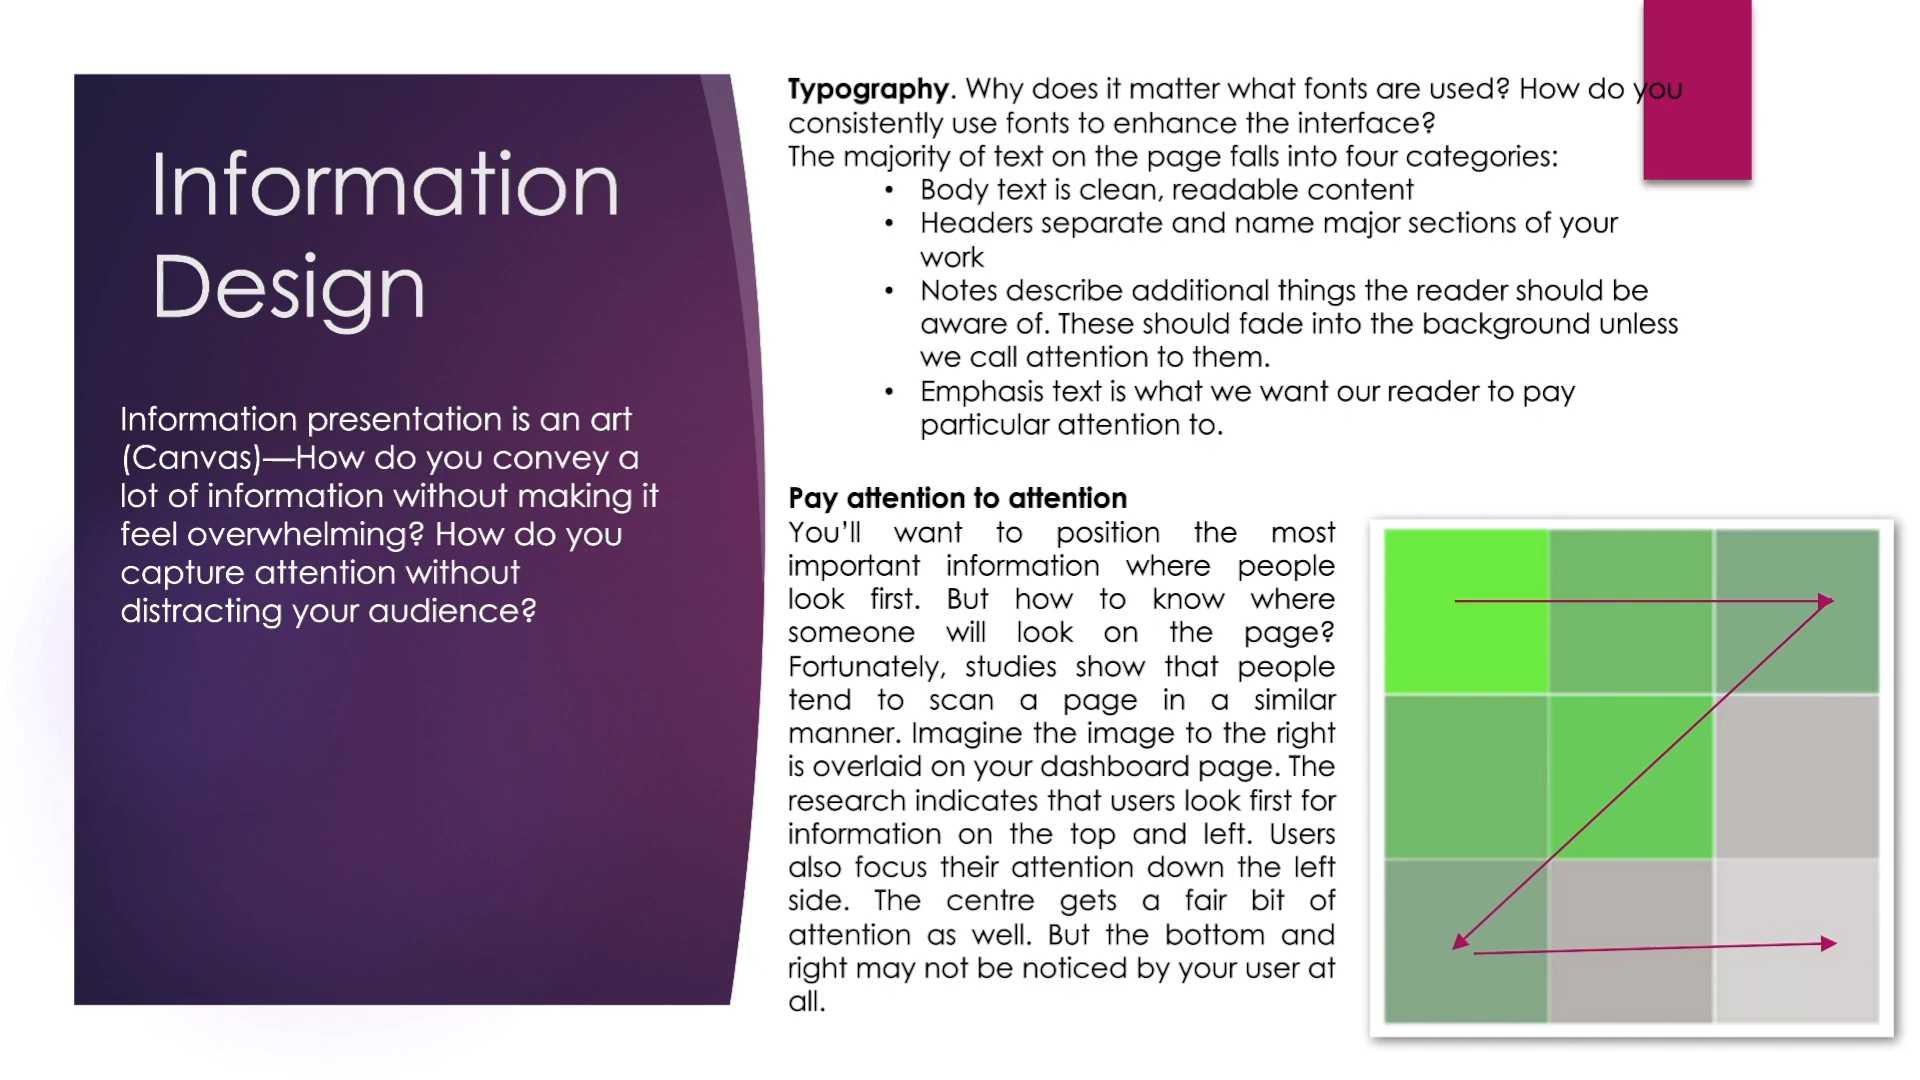 Information
Design
Information presentation is an art
(Canvas)—How do you convey a
lot of information without making it
feel overwhelming? How do you
capture attention without
distracting your audience?
Typography. Why does it matter what fonts are used? How do you
consistently use fonts to enhance the interface?
The majority of text on the page falls into four categories:
• Body text is clean, readable content
• Headers separate and name major sections of your
work
• Notes describe additional things the reader should be
aware of. These should fade into the background unless
we call attention to them.
• Emphasis text is what we want our reader to pay
particular attention to.
Pay attention to attention
You’ll want to position the most
important information where people
look first. But how to know where
someone will look on the page?
Fortunately, studies show that people
tend to scan a page in a similar
manner. Imagine the image to the right
is overlaid on your dashboard page. The
research indicates that users look first for
information on the top and left. Users
also focus their attention down the left
side. The centre gets a fair bit of
attention as well. But the bottom and
right may not be noticed by your user at
all.